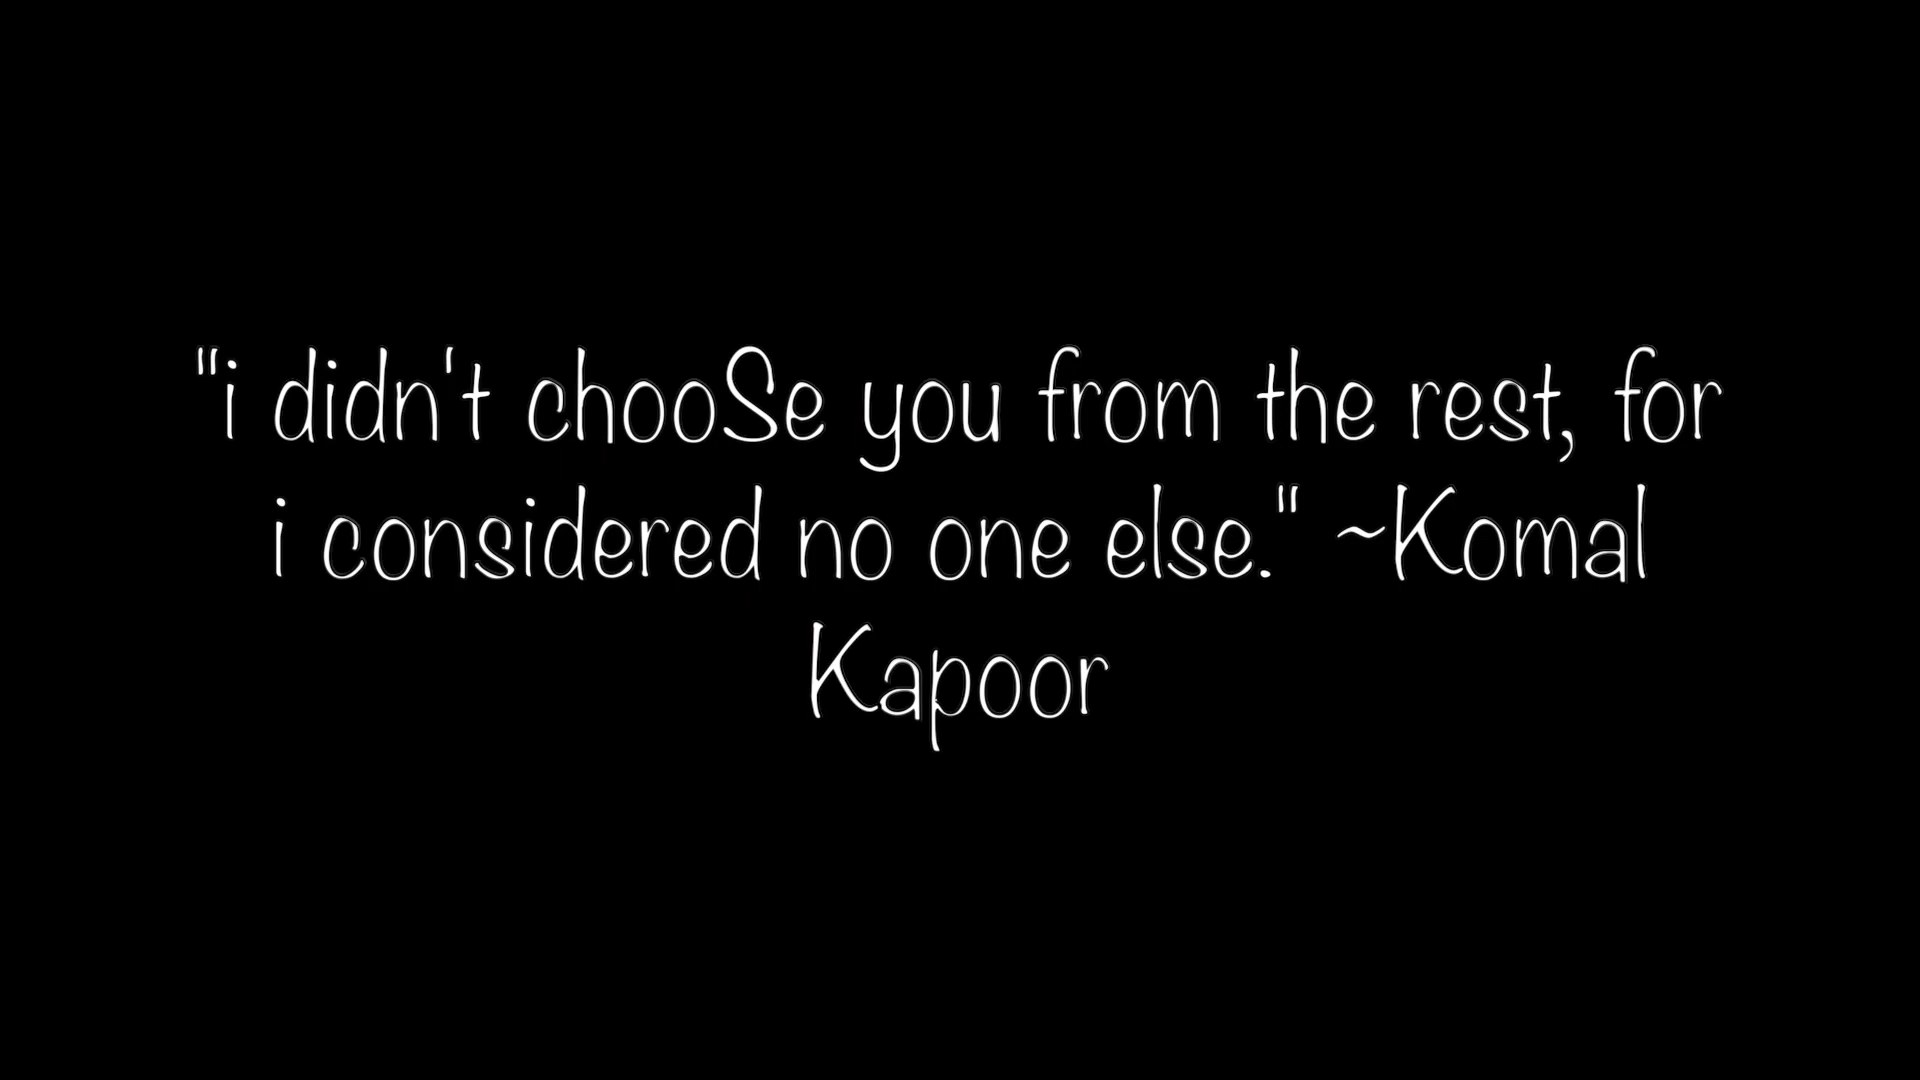 "i didn't chooSe you from the rest, for
i considered no one else." ~Komal
Kapoor